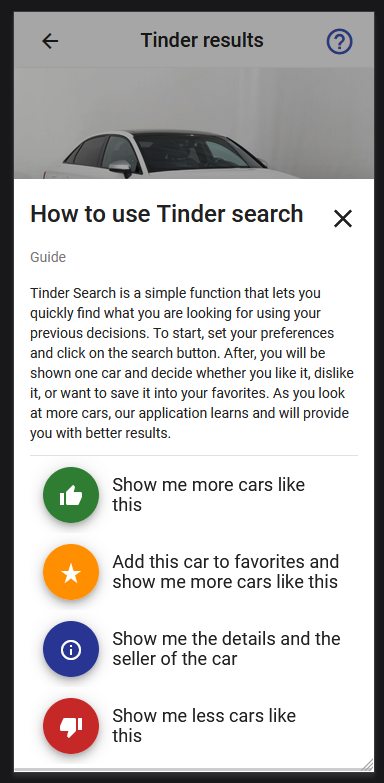 Tinder results
How to use Tinder search
Guide
Tinder Search is a simple function that lets you
quickly find what you are looking for using your
previous decisions. To start, set your preferences
and click on the search button. After, you will be
shown one car and decide whether you like it, dislike
it, or want to save it into your favorites. As you look
at more cars, our application learns and will provide
you with better results.
Show me more cars like
this
Add this car to favorites and
show me more cars like this
Show me the details and the
seller of the car
Show me less cars like
this